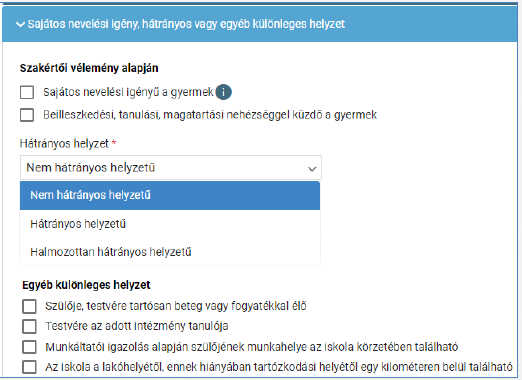 Sajátos nevelési igény, hátrányos vagy egyéb különleges helyzet
Szakértői vélemény alapján
Sajátos nevelési igényű a gyermek i
Beilleszkedési, tanulási, magatartási nehézséggel küzdő a gyermek
Hátrányos helyzet *
Nem hátrányos helyzetű
Nem hátrányos helyzetű
Hátrányos helyzetű
Halmozottan hátrányos helyzetű
Egyéb különleges helyzet
Szülője, testvére tartósan beteg vagy fogyatékkal élő
Testvére az adott intézmény tanulója
Munkáltatói igazolás alapján szülőjének munkahelye az iskola körzetében található
Az iskola a lakóhelyétől, ennek hiányában tartózkodási helyétől egy kilométeren belül található